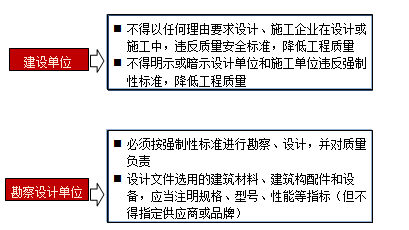 ■ 不得以任何理由要求设计、施工企业在设计或
施工中，违反质量安全标准，降低工程质量
建设单位
■ 不得明示或暗示设计单位和施工单位违反强制
性标准，降低工程质量
■ 必须按强制性标准进行勘察、设计，并对质量
负责
勘察设计单位
■ 设计文件选用的建筑材料、建筑构配件和设
备，应当注明规格、型号、性能等指标（但不
得指定供应商或品牌）